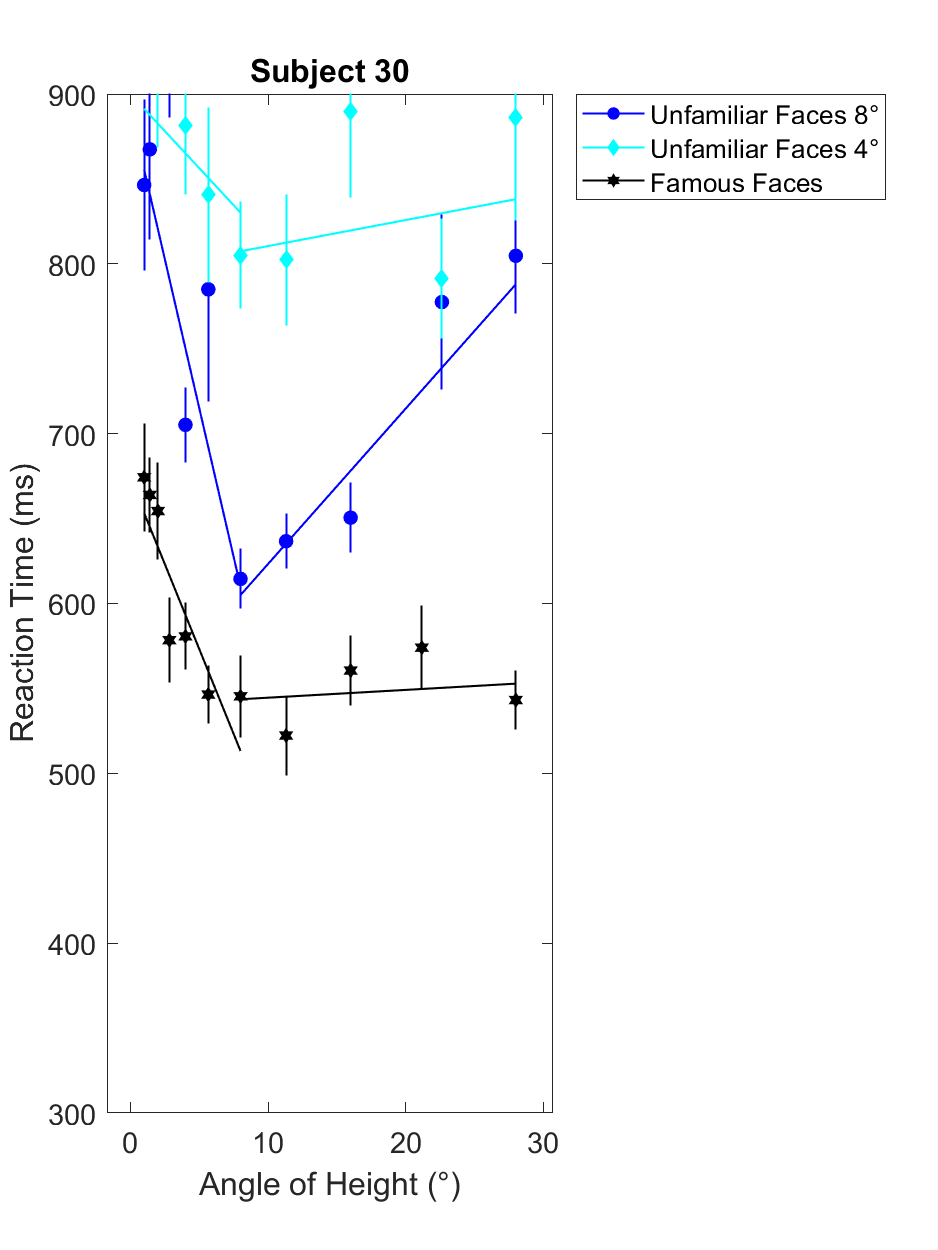 Subject 30
900
800
700
600
500
400
300
0 10 20 30
Reaction Time (ms)
Angle of Height (°)
Unfamiliar Faces 8°
Unfamiliar Faces 4°
Famous Faces